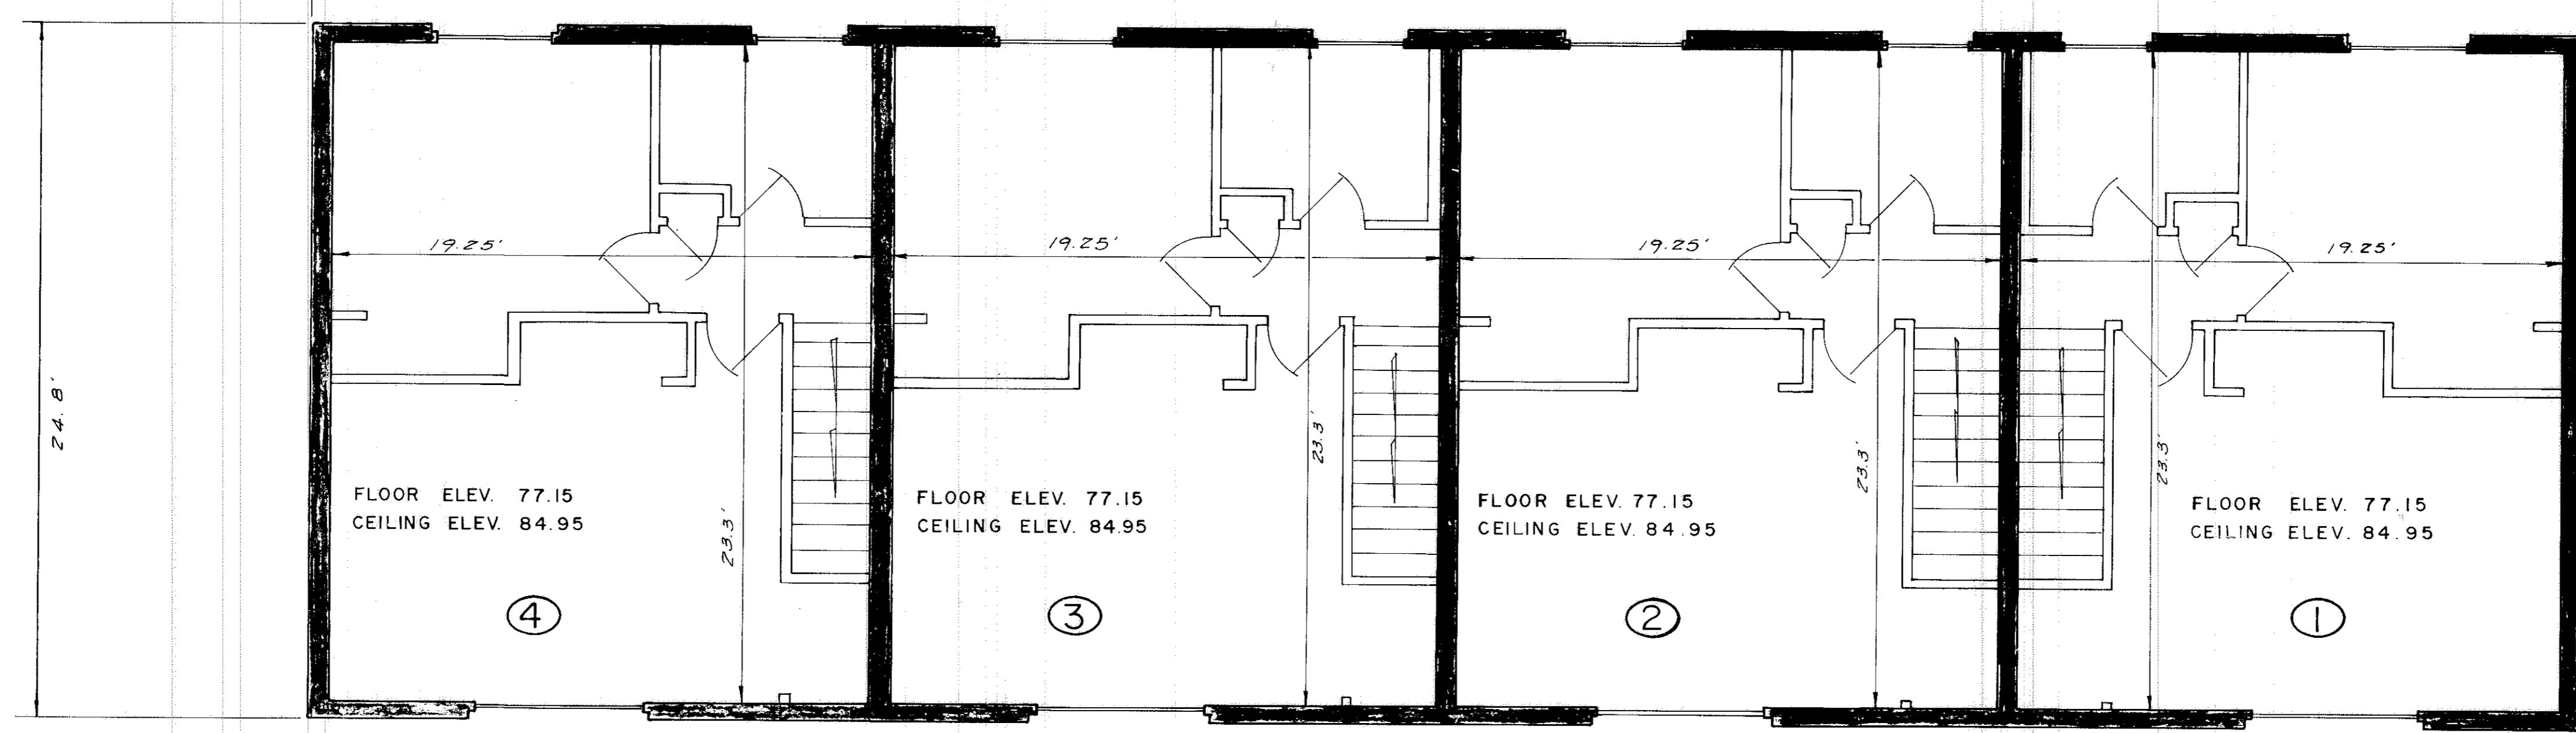 24.8'
19.25'
19.25'
19.25'
19.25'
23.3'
23.3'
23.3'
23.3'
FLOOR ELEV. 77.15
CEILING ELEV. 84.95
FLOOR ELEV. 77.15
CEILING ELEV. 84.95
FLOOR ELEV. 77.15
CEILING ELEV. 84.95
FLOOR ELEV. 77.15
CEILING ELEV. 84.95
4
3
2
1